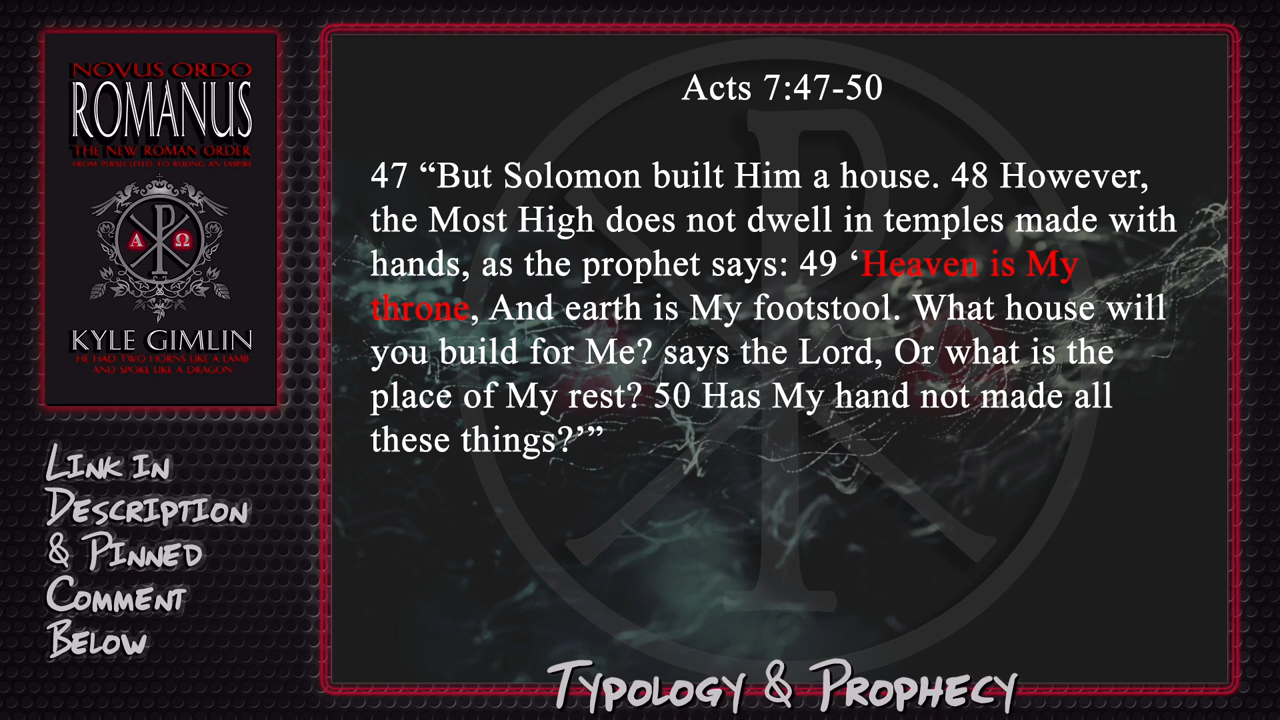 NOVUS ORDO
ROMANUS
THE NEW ROMAN ORDER
FROM PERSECUTED TO RULING AN EMPIRE
Α Ω
KYLE GIMLIN
HE HAD TWO HORNS LIKE A LAMB
AND SPOKE LIKE A DRAGON
LINK IN
DESCRIPTION
& PINNED
COMMENT
BELOW
Acts 7:47-50
47 “But Solomon built Him a house. 48 However,
the Most High does not dwell in temples made with
hands, as the prophet says: 49 ‘Heaven is My
throne, And earth is My footstool. What house will
you build for Me? says the Lord, Or what is the
place of My rest? 50 Has My hand not made all
these things?’”
TYPOLOGY & PROPHECY